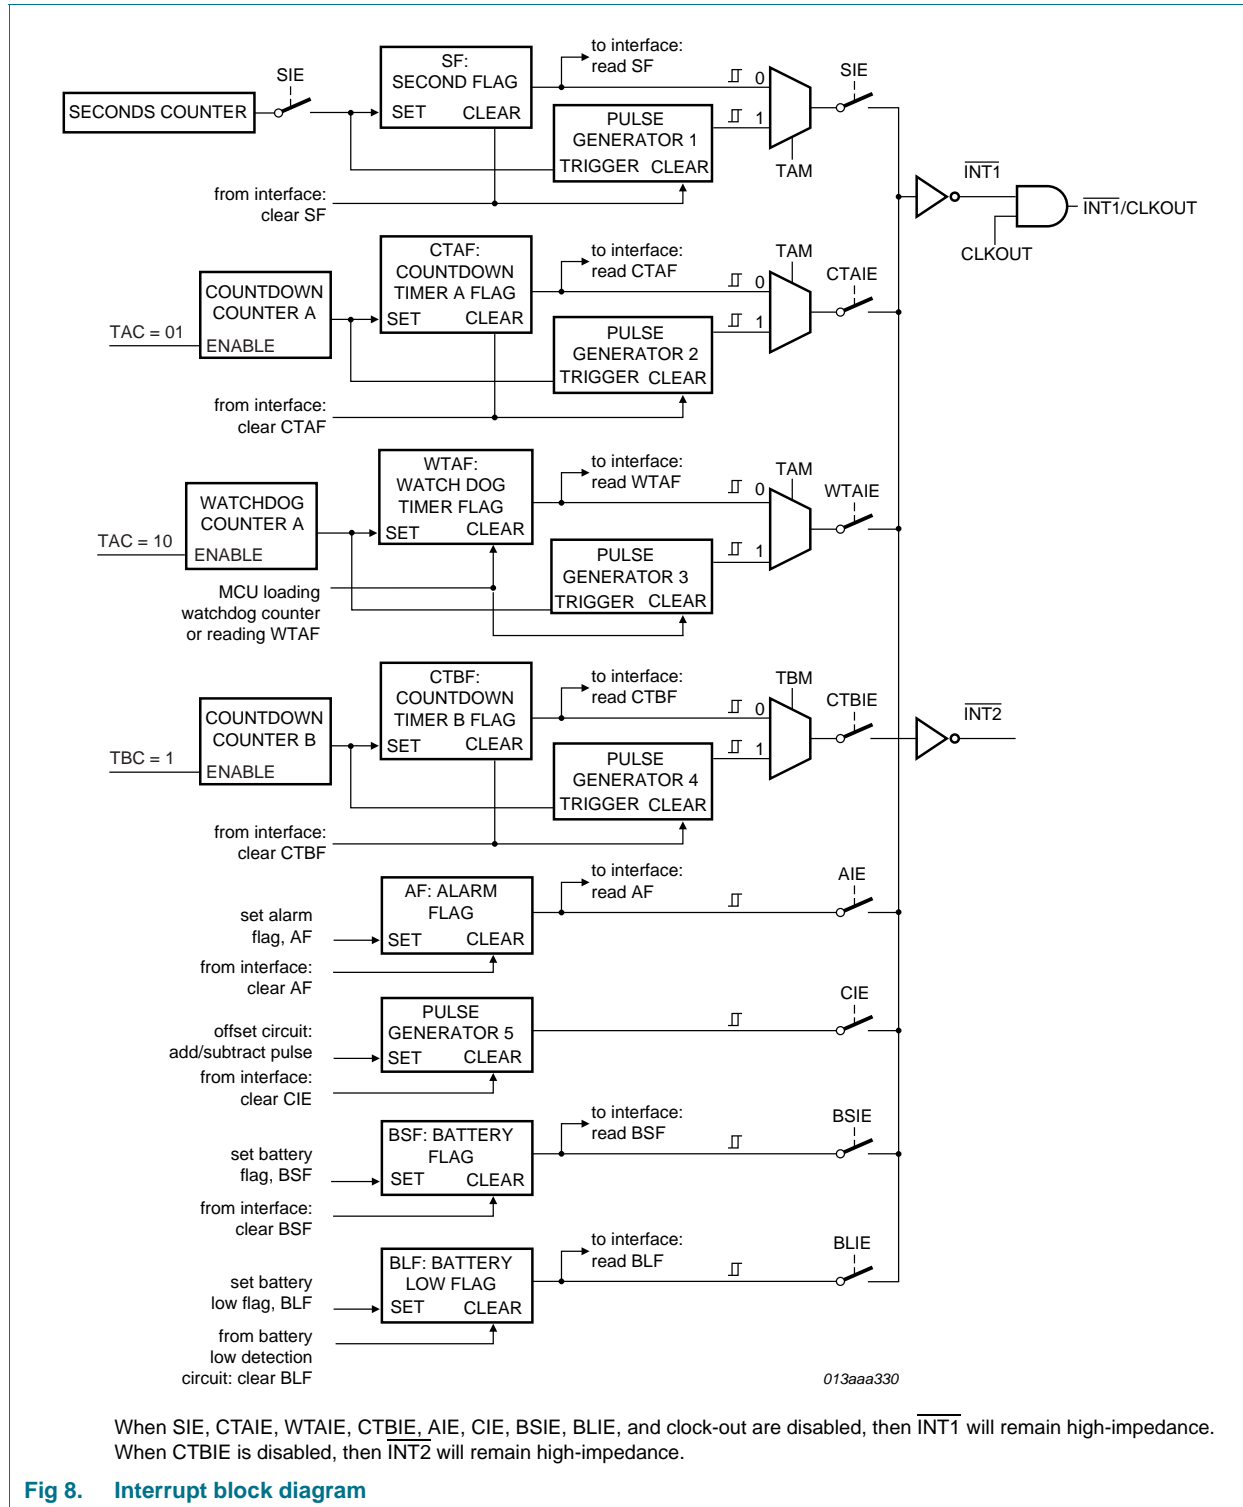 SF:
SECOND FLAG
SET CLEAR
to interface:
read SF
SIE
SECONDS COUNTER
0
SIE
PULSE
GENERATOR 1
TRIGGER CLEAR
1
TAM
from interface:
clear SF
INT1
INT1/CLKOUT
CLKOUT
CTAF:
COUNTDOWN
TIMER A FLAG
SET CLEAR
to interface:
read CTAF
TAM
0
CTAIE
COUNTDOWN
COUNTER A
ENABLE
TAC = 01
PULSE
GENERATOR 2
TRIGGER CLEAR
1
from interface:
clear CTAF
WTAF:
WATCH DOG
TIMER FLAG
SET CLEAR
to interface:
read WTAF
TAM
0
WTAIE
WATCHDOG
COUNTER A
ENABLE
TAC = 10
PULSE
GENERATOR 3
TRIGGER CLEAR
1
MCU loading
watchdog counter
or reading WTAF
CTBF:
COUNTDOWN
TIMER B FLAG
SET CLEAR
to interface:
read CTBF
TBM
0
CTBIE
INT2
COUNTDOWN
COUNTER B
ENABLE
TBC = 1
PULSE
GENERATOR 4
TRIGGER CLEAR
1
from interface:
clear CTBF
AF: ALARM
FLAG
SET CLEAR
to interface:
read AF
AIE
set alarm
flag, AF
from interface:
clear AF
PULSE
GENERATOR 5
SET CLEAR
CIE
offset circuit:
add/subtract pulse
from interface:
clear CIE
BSF: BATTERY
FLAG
SET CLEAR
to interface:
read BSF
BSIE
set battery
flag, BSF
from interface:
clear BSF
BLF: BATTERY
LOW FLAG
SET CLEAR
to interface:
read BLF
BLIE
set battery
low flag, BLF
from battery
low detection
circuit: clear BLF
013aaa330
When SIE, CTAIE, WTAIE, CTBIE, AIE, CIE, BSIE, BLIE, and clock-out are disabled, then INT1 will remain high-impedance.
When CTBIE is disabled, then INT2 will remain high-impedance.
Fig 8. Interrupt block diagram